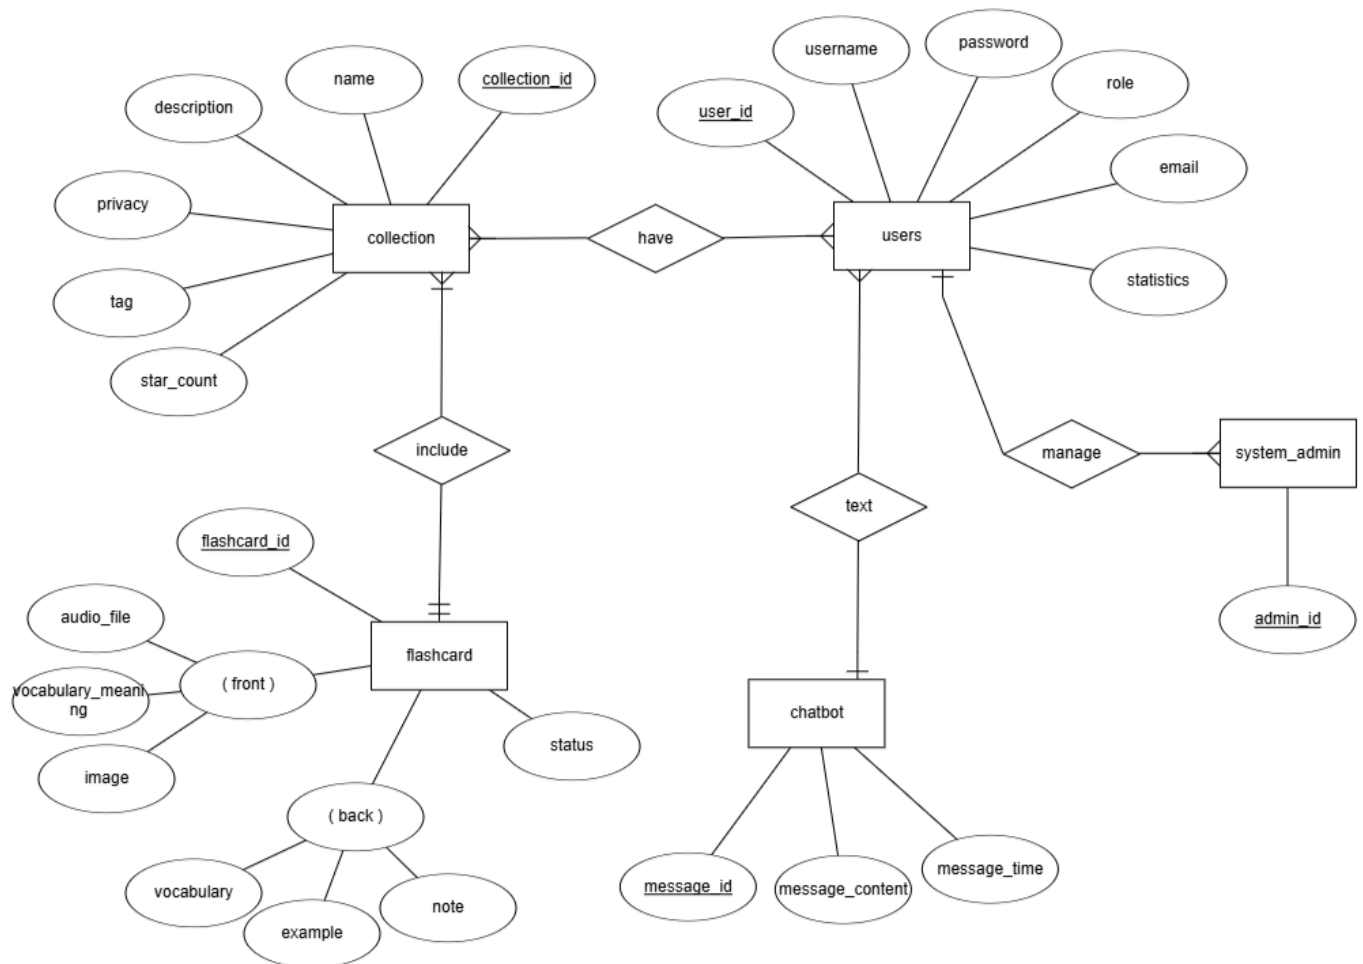 username
password
name
collection_id
role
description
user_id
email
privacy
collection
have
users
statistics
tag
star_count
include
manage
system_admin
text
flashcard_id
audio_file
admin_id
flashcard
( front )
vocabulary_meani
ng
chatbot
status
image
( back )
vocabulary
note
example
message_id
message_content
message_time